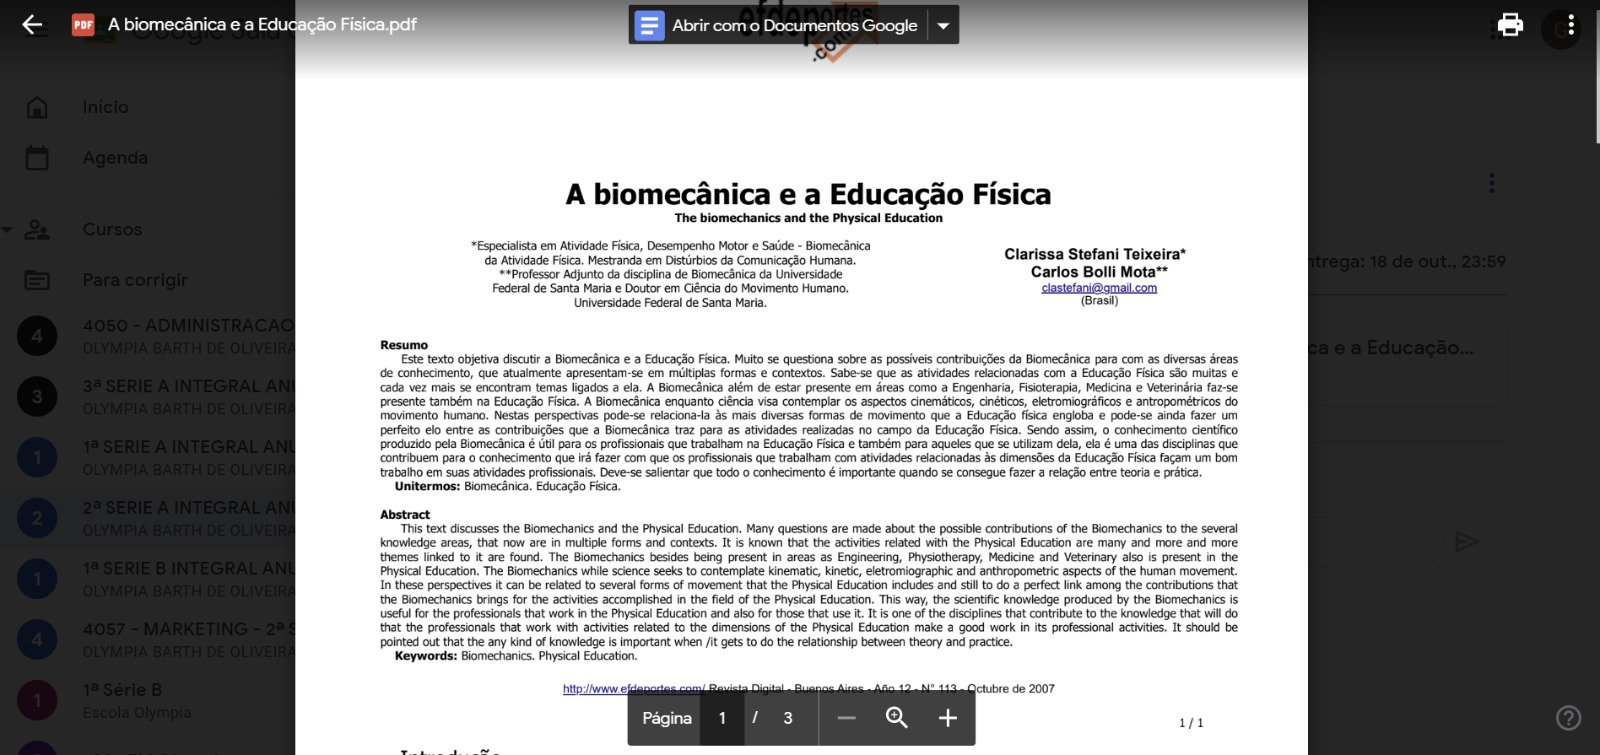 A biomecânica e a Educação Física.pdf
Abrir com o Documentos Google
efdeportes
.com
Início
Agenda
Cursos
Para corrigir
4 4050 - ADMINISTRACAO
OLYMPIA BARTH DE OLIVEIRA
3 3ª SERIE A INTEGRAL ANU
OLYMPIA BARTH DE OLIVEIRA
1 1ª SERIE A INTEGRAL ANU
OLYMPIA BARTH DE OLIVEIRA
2 2ª SERIE A INTEGRAL ANU
OLYMPIA BARTH DE OLIVEIRA
1 1ª SERIE B INTEGRAL ANU
OLYMPIA BARTH DE OLIVEIRA
4 4057 - MARKETING - 2ª S
OLYMPIA BARTH DE OLIVEIRA
1 1ª Série B
Escola Olympia
A biomecânica e a Educação Física
The biomechanics and the Physical Education
*Especialista em Atividade Física, Desempenho Motor e Saúde - Biomecânica
da Atividade Física. Mestranda em Distúrbios da Comunicação Humana.
**Professor Adjunto da disciplina de Biomecânica da Universidade
Federal de Santa Maria e Doutor em Ciência do Movimento Humano.
Universidade Federal de Santa Maria.
Clarissa Stefani Teixeira*
Carlos Bolli Mota**
clastefani@gmail.com
(Brasil)
Resumo
Este texto objetiva discutir a Biomecânica e a Educação Física. Muito se questiona sobre as possíveis contribuições da Biomecânica para com as diversas áreas
de conhecimento, que atualmente apresentam-se em múltiplas formas e contextos. Sabe-se que as atividades relacionadas com a Educação Física são muitas e
cada vez mais se encontram temas ligados a ela. A Biomecânica além de estar presente em áreas como a Engenharia, Fisioterapia, Medicina e Veterinária faz-se
presente também na Educação Física. A Biomecânica enquanto ciência visa contemplar os aspectos cinemáticos, cinéticos, eletromiográficos e antropométricos do
movimento humano. Nestas perspectivas pode-se relaciona-la às mais diversas formas de movimento que a Educação física engloba e pode-se ainda fazer um
perfeito elo entre as contribuições que a Biomecânica traz para as atividades realizadas no campo da Educação Física. Sendo assim, o conhecimento científico
produzido pela Biomecânica é útil para os profissionais que trabalham na Educação Física e também para aqueles que se utilizam dela, ela é uma das disciplinas que
contribuem para o conhecimento que irá fazer com que os profissionais que trabalham com atividades relacionadas às dimensões da Educação Física façam um bom
trabalho em suas atividades profissionais. Deve-se salientar que todo o conhecimento é importante quando se consegue fazer a relação entre teoria e prática.
Unitermos: Biomecânica. Educação Física.
Abstract
This text discusses the Biomechanics and the Physical Education. Many questions are made about the possible contributions of the Biomechanics to the several
knowledge areas, that now are in multiple forms and contexts. It is known that the activities related with the Physical Education are many and more and more
themes linked to it are found. The Biomechanics besides being present in areas as Engineering, Physiotherapy, Medicine and Veterinary also is present in the
Physical Education. The Biomechanics while science seeks to contemplate kinematic, kinetic, eletromiographic and anthropometric aspects of the human movement.
In these perspectives it can be related to several forms of movement that the Physical Education includes and still to do a perfect link among the contributions that
the Biomechanics brings for the activities accomplished in the field of the Physical Education. This way, the scientific knowledge produced by the Biomechanics is
useful for the professionals that work in the Physical Education and also for those that use it. It is one of the disciplines that contribute to the knowledge that will do
that the professionals that work with activities related to the dimensions of the Physical Education make a good work in its professional activities. It should be
pointed out that the any kind of knowledge is important when /it gets to do the relationship between theory and practice.
Keywords: Biomechanics. Physical Education.
http://www.efdeportes.com/ Revista Digital - Buenos Aires - Año 12 - N° 113 - Octubre de 2007
Página 1 / 3
1 / 1
Introdução
ntrega: 18 de out., 23:59
ca e a Educação...